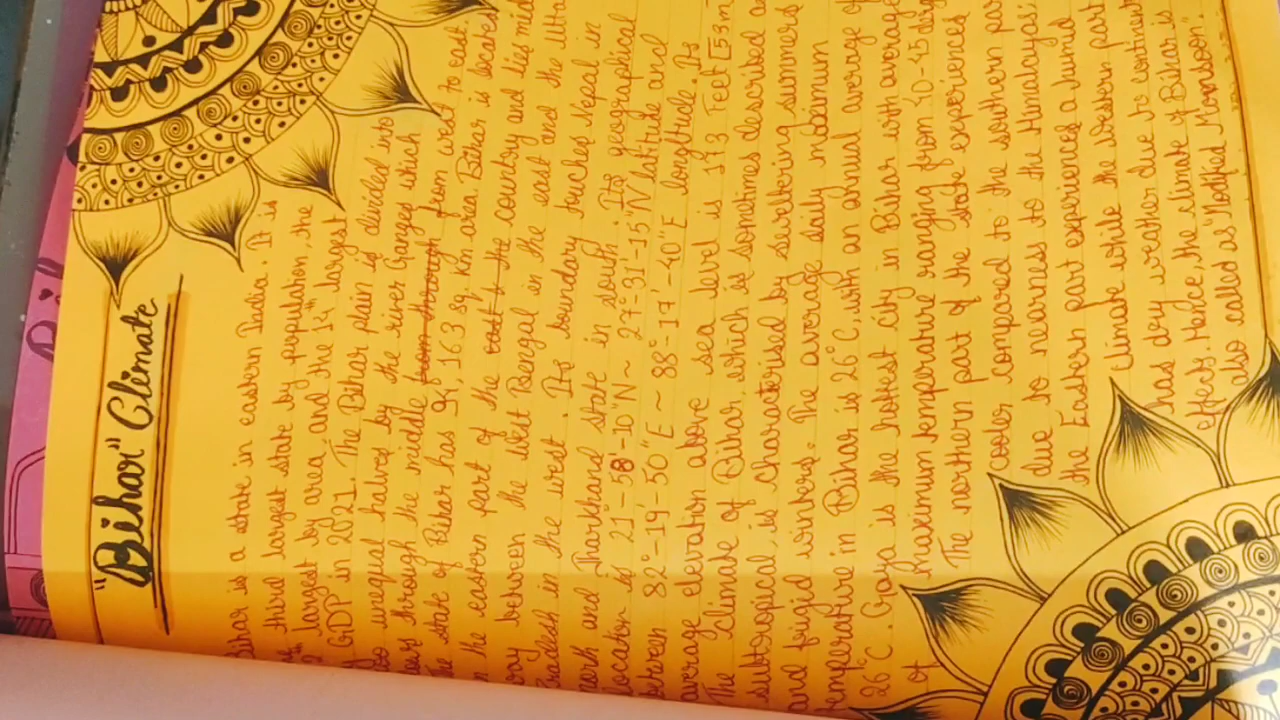 "Bihar" Climate
Bihar is a state in eastern India. It is
third largest state by population, the
largest by area and the 14th largest
GDP in 2021. The Bihar plain is divided into
unequal halves by the river Ganges which
through the middle from west to east
The state of Bihar has 94,163 sq km area. Bihar is
the eastern part of the country and lies mid
between the West Bengal in the east and the Uttar
Pradesh in the west. Its boundary touches Nepal in
north and Jharkhand state in south. Its geographical
location is 21°-58'-10"N ~ 27°-31'-15"N latitude and
between 82°-19'-50"E ~ 88°-17'-40"E longitude. Its
average elevation above sea level is 173 Feet [53m
The climate of Bihar which is sometimes described as
subtropical, is charaterised by sweltering summers
and frigid winters. The average daily
temperature in Bihar is 26°C, with an annual average of
26°C. Gaya is the hottest city in Bihar with average
of maximum temperature ranging from 40-45
The northern part of the state experiences
cooler compared to the southern par
due to nearness to the Himalayas.
the Eastern part experiences a humid
climate while the western part
has dry weather due to continent
effects. Hence, the climate of Bihar is
also called as "Modified Monsoon".